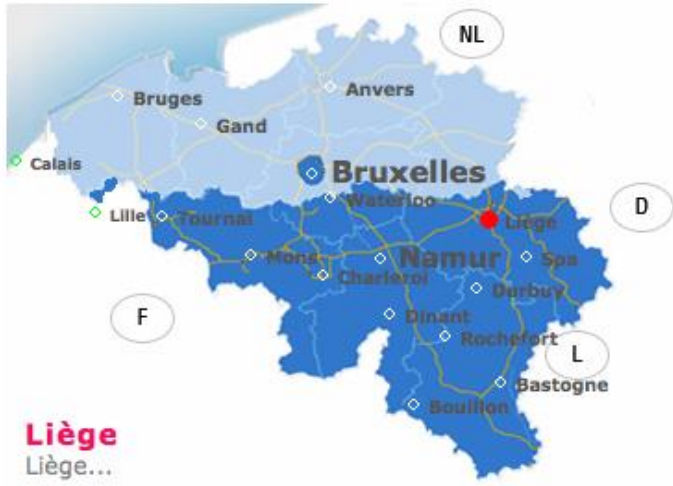 NL
Anvers
Bruges
Gand
Calais
Bruxelles
Waterloo
D
Lille
Tournai
Liège
Mons
Namur
Spa
Charleroi
Durbuy
Dinant
F
Rochefort
L
Bastogne
Bouillon
Liège
Liège...